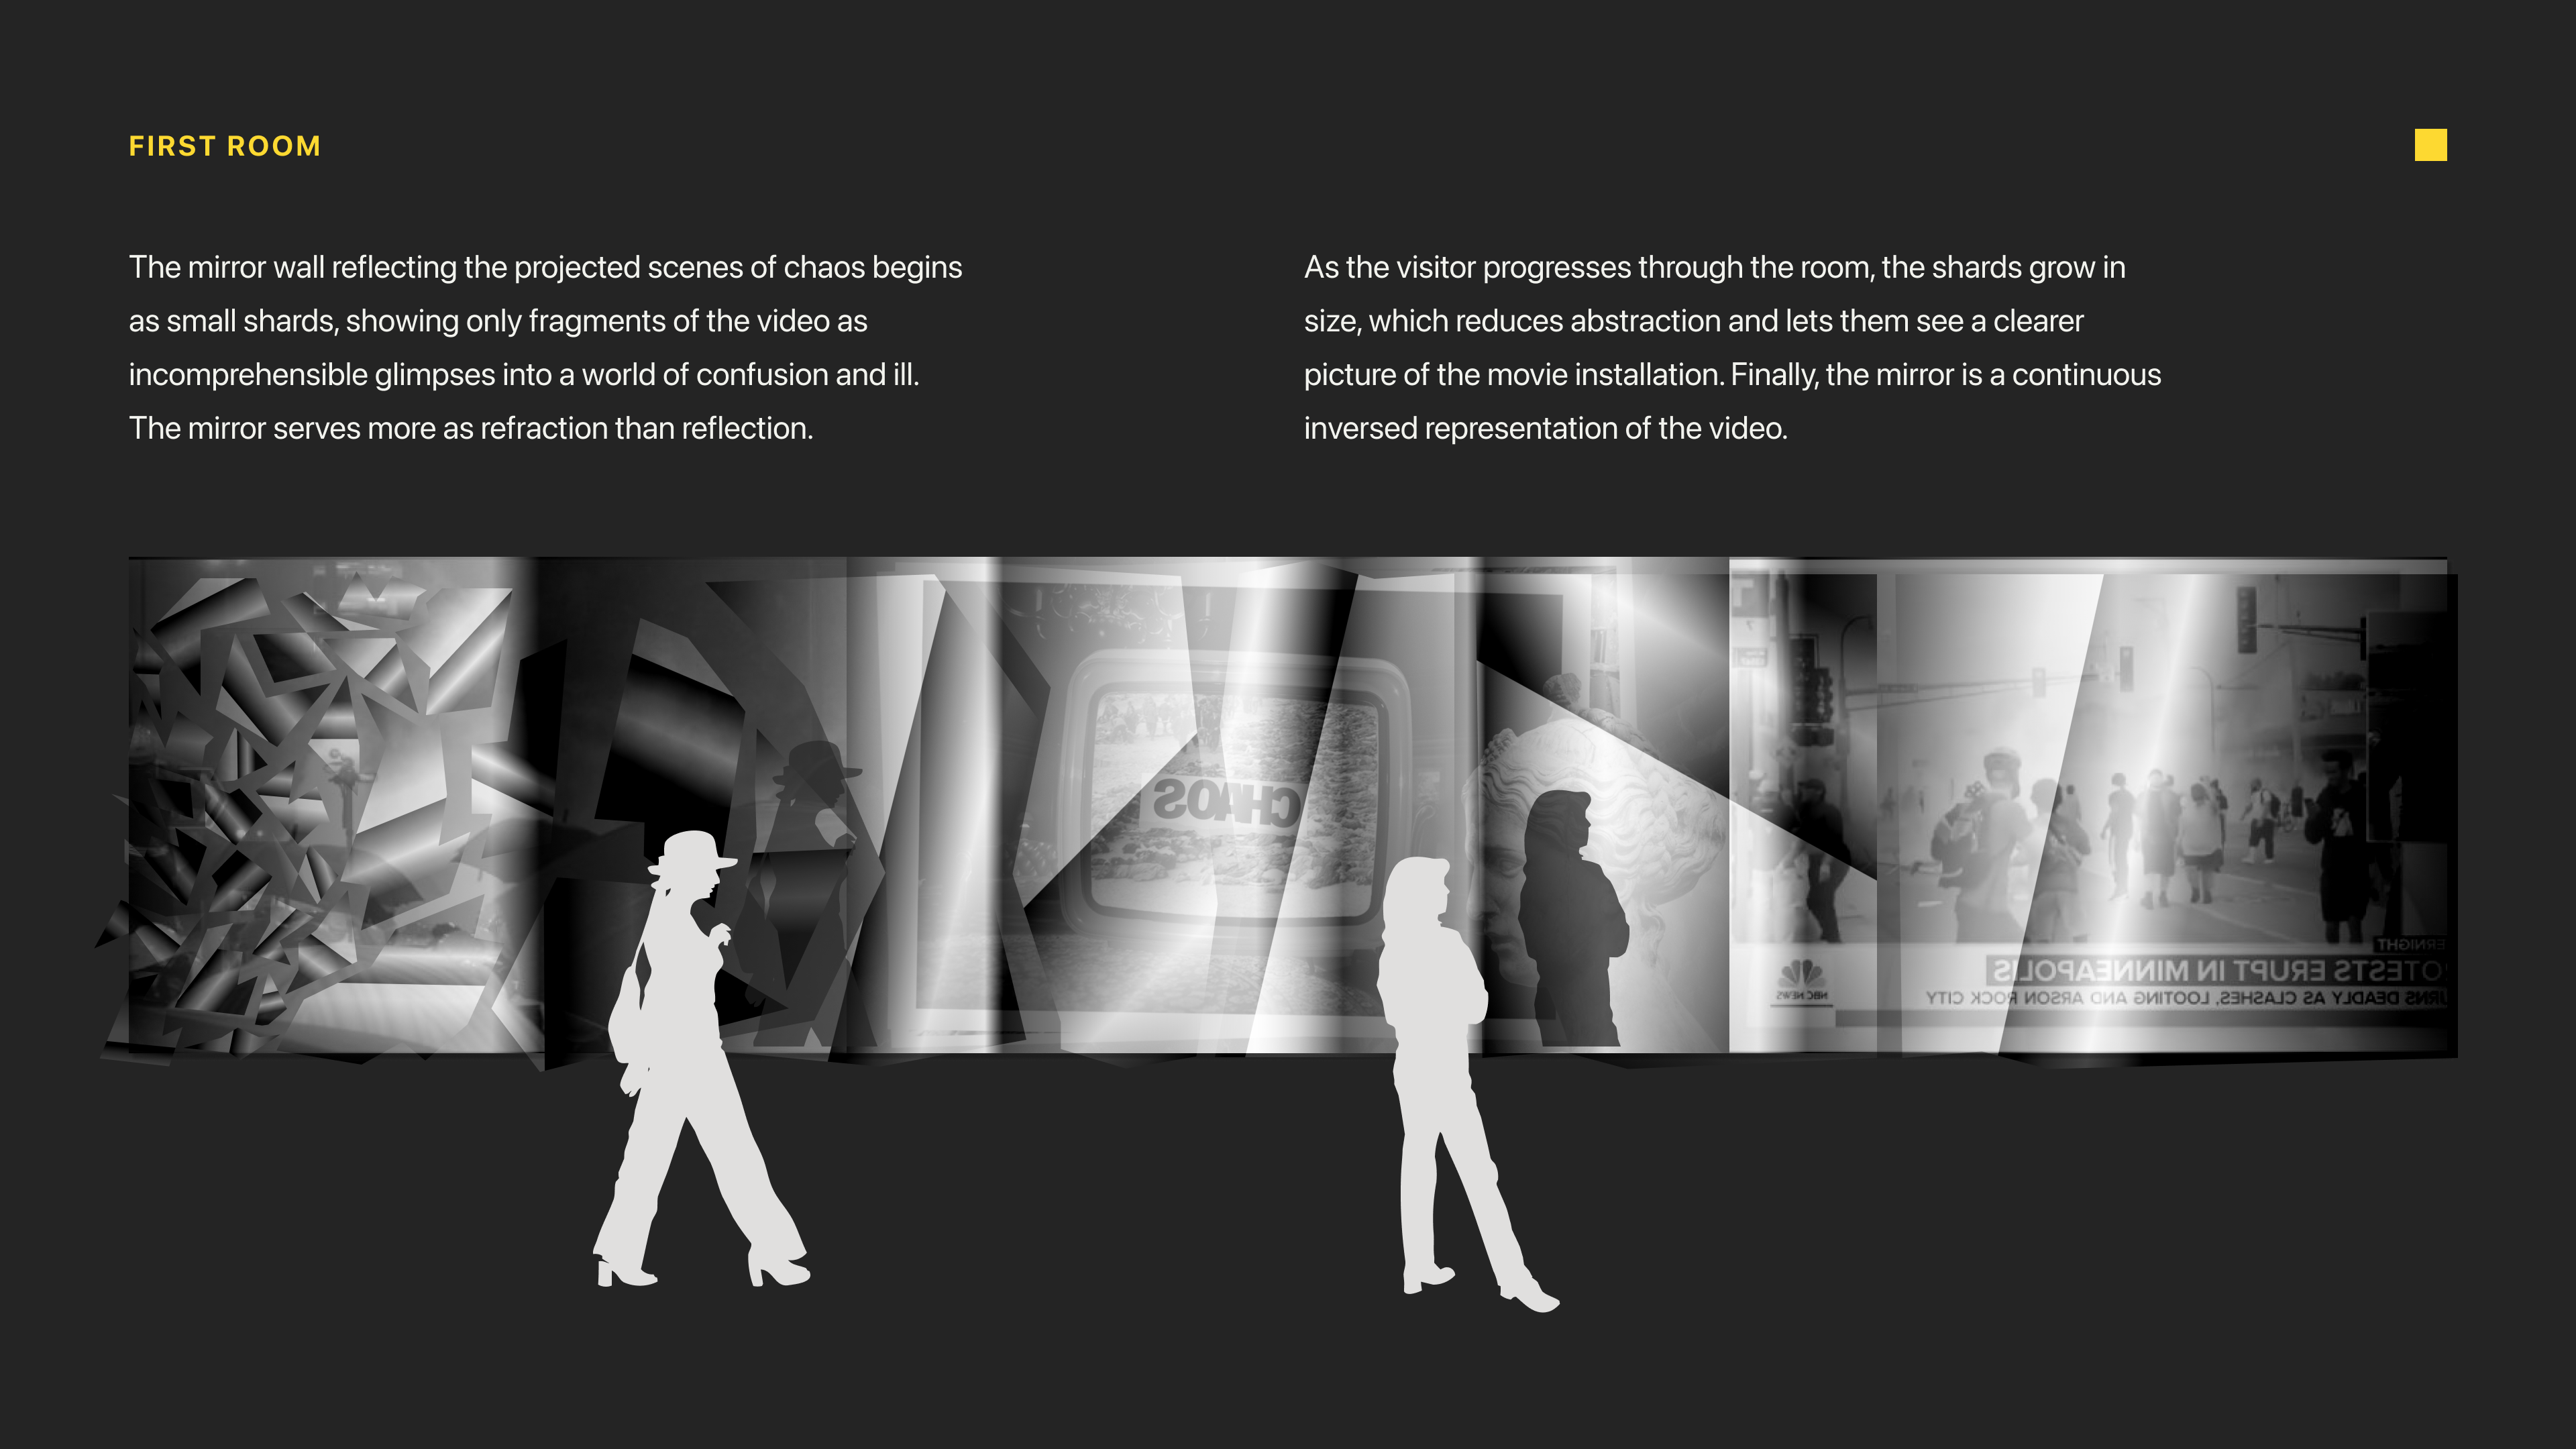 FIRST ROOM
The mirror wall reflecting the projected scenes of chaos begins
as small shards, showing only fragments of the video as
incomprehensible glimpses into a world of confusion and ill.
The mirror serves more as refraction than reflection.
As the visitor progresses through the room, the shards grow in
size, which reduces abstraction and lets them see a clearer
picture of the movie installation. Finally, the mirror is a continuous
inversed representation of the video.
CHAOS
ERNIGHT
OTESTS ERUPT IN MINNEAPOLIS
URNS DEADLY AS CLASHES, LOOTING AND ARSON ROCK CITY
NBC NEWS